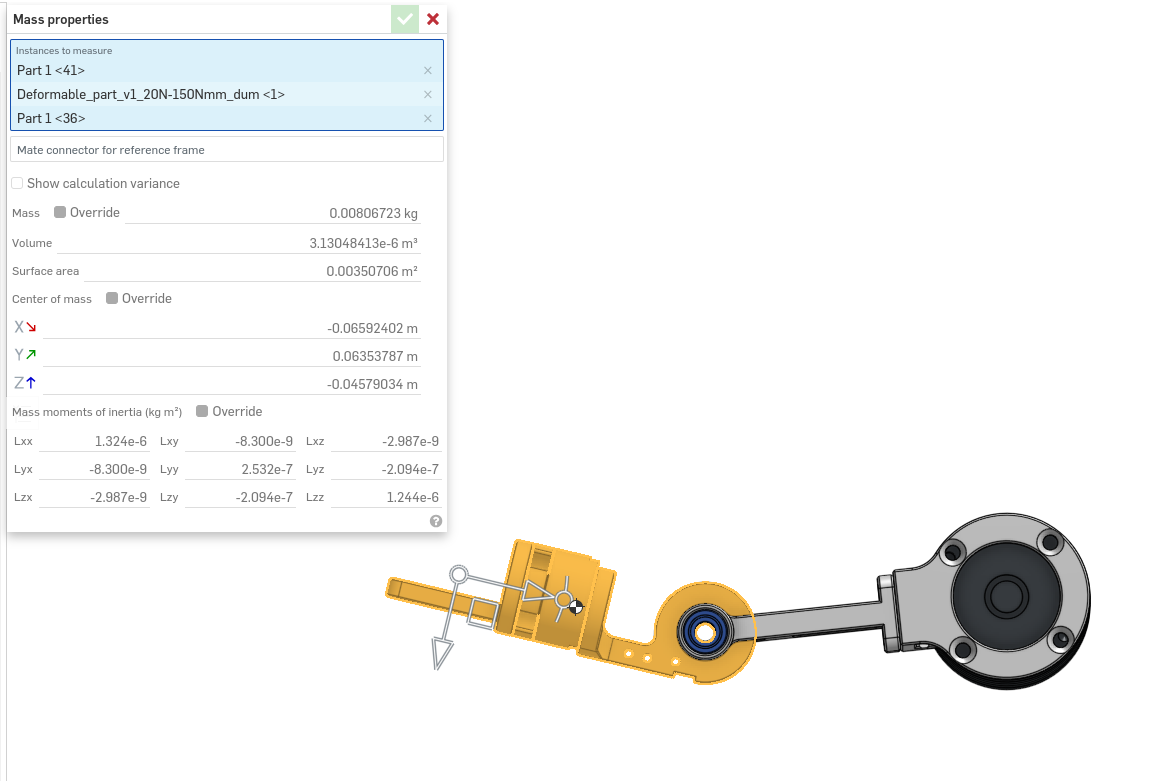 Mass properties
Instances to measure
Part 1 <41>
Deformable_part_v1_20N-150Nmm_dum <1>
Part 1 <36>
Mate connector for reference frame
Show calculation variance
Mass Override 0.00806723 kg
Volume 3.13048413e-6 m³
Surface area 0.00350706 m²
Center of mass Override
X -0.06592402 m
Y 0.06353787 m
Z -0.04579034 m
Mass moments of inertia (kg m²) Override
Lxx 1.324e-6 Lxy -8.300e-9 Lxz -2.987e-9
Lyx -8.300e-9 Lyy 2.532e-7 Lyz -2.094e-7
Lzx -2.987e-9 Lzy -2.094e-7 Lzz 1.244e-6
?